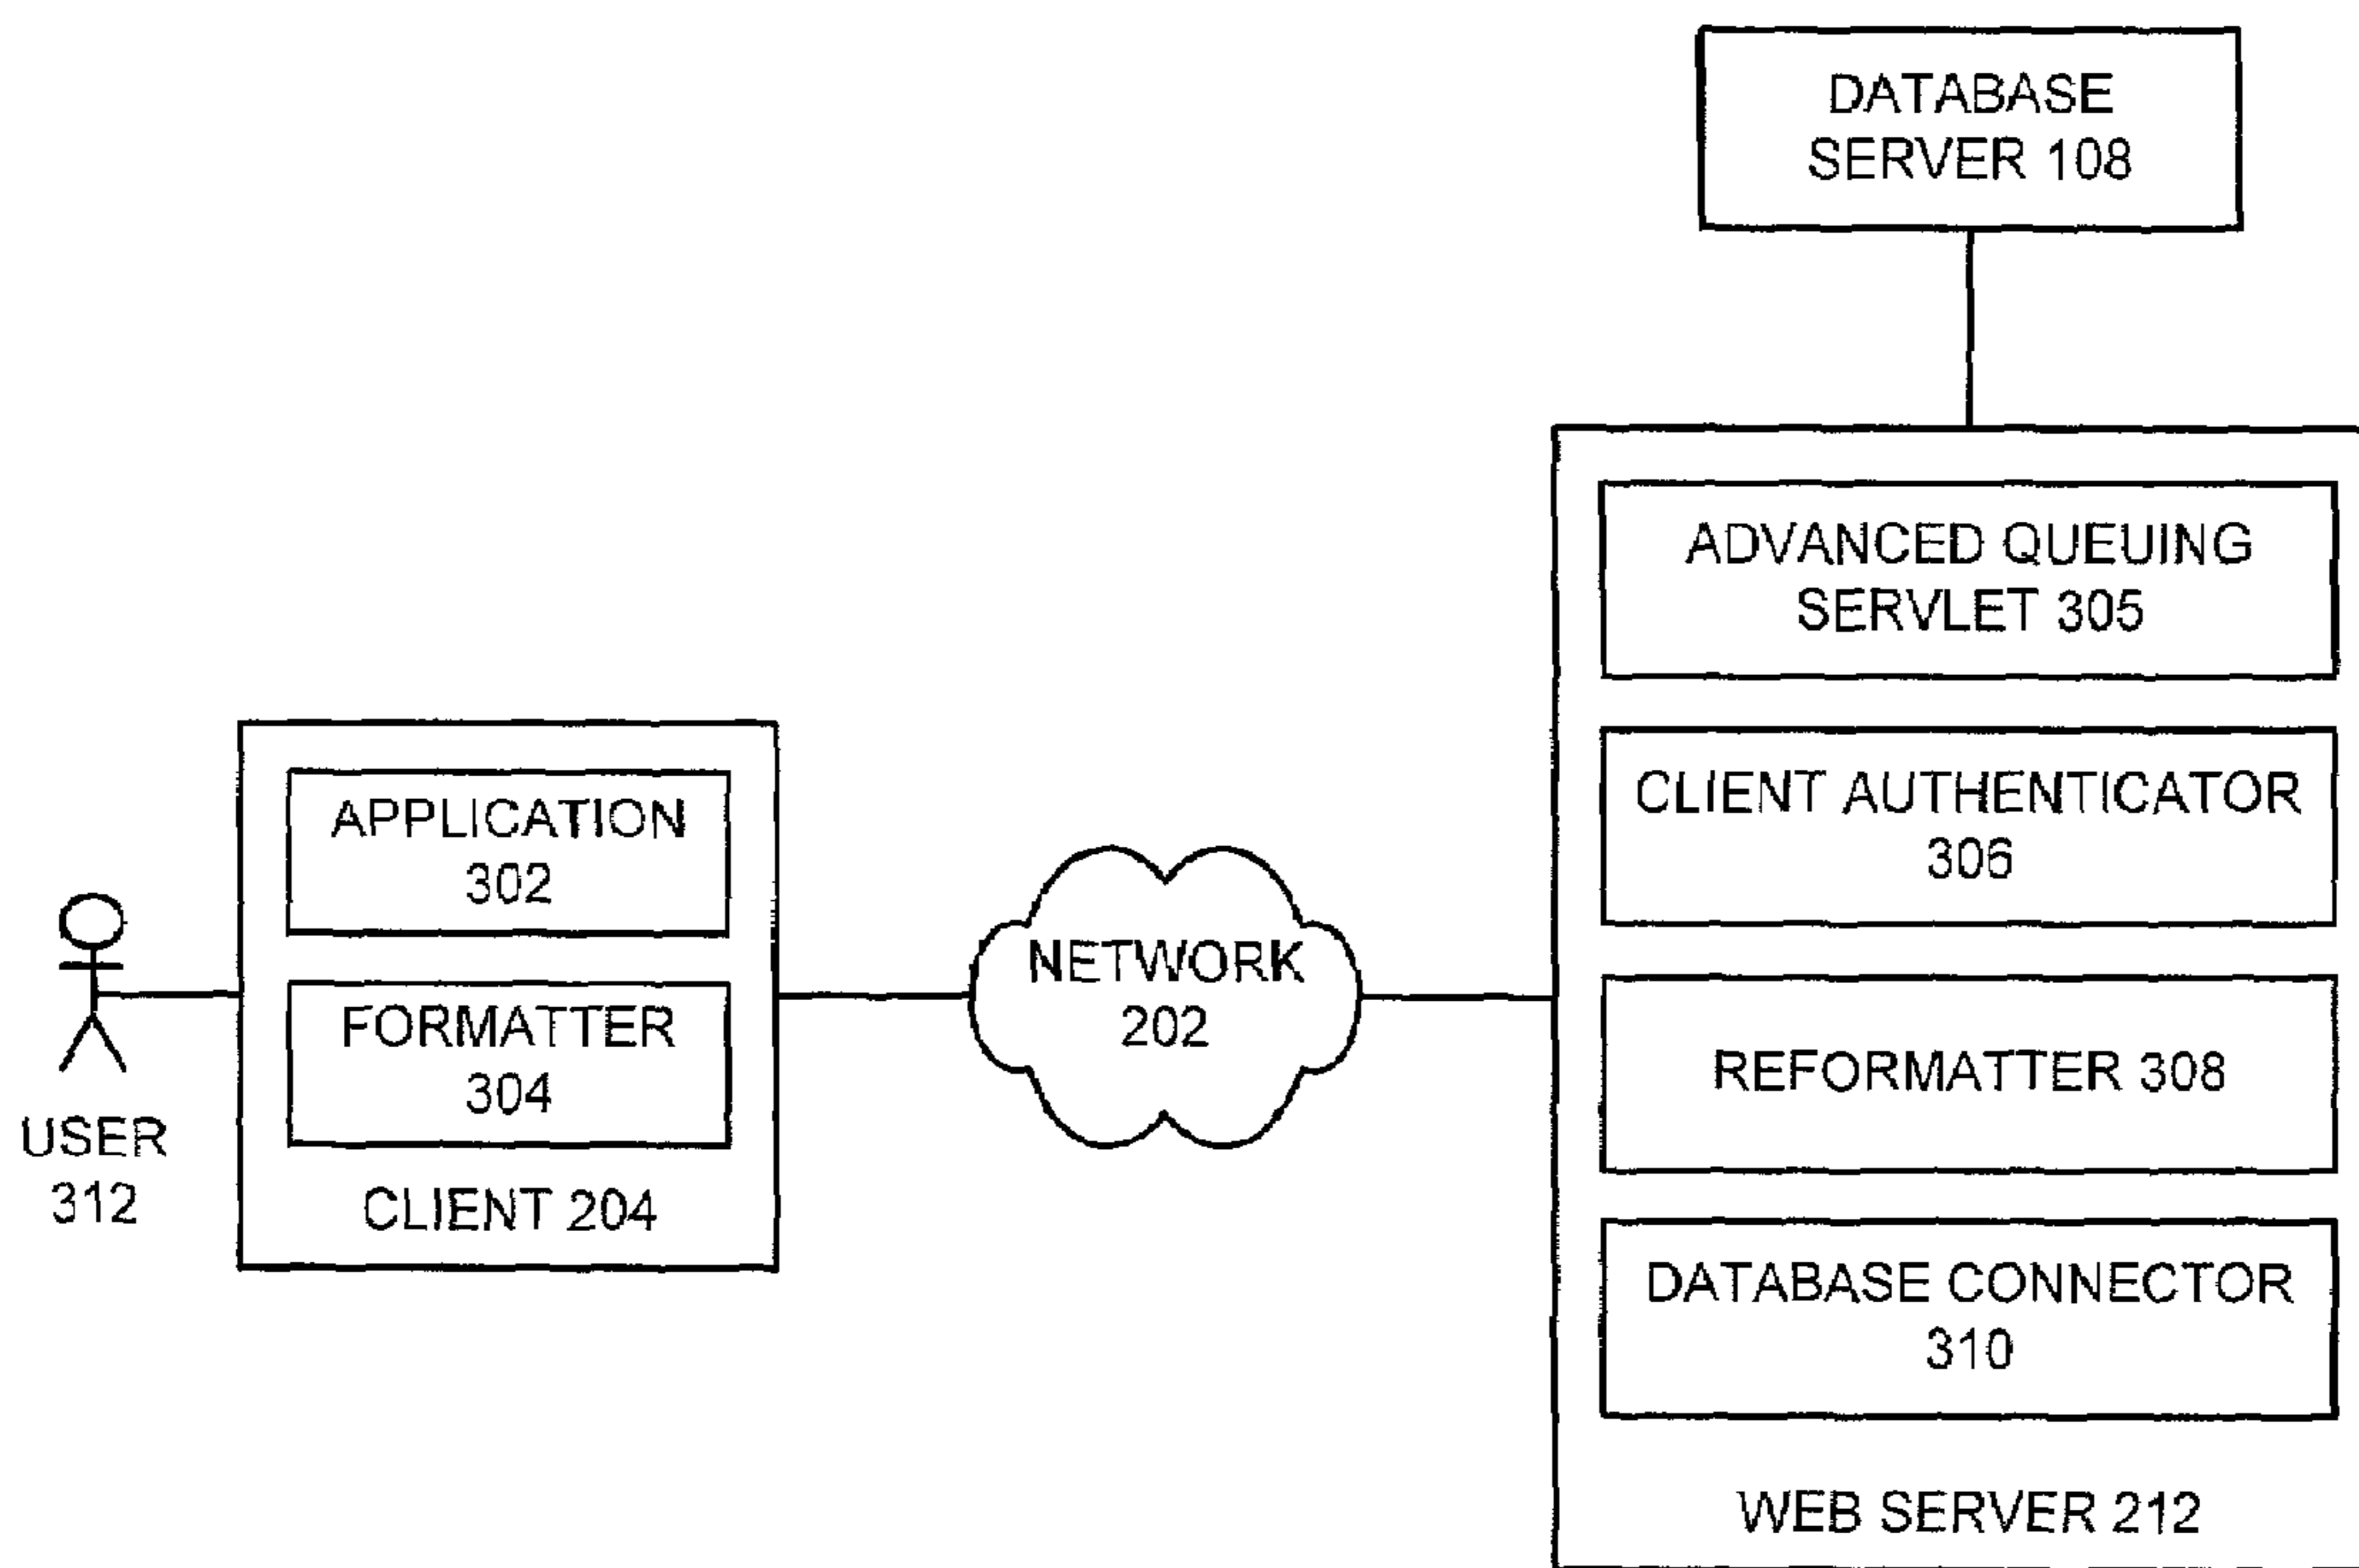 DATABASE
SERVER 108
ADVANCED QUEUING
SERVLET 305
CLIENT AUTHENTICATOR
306
REFORMATTER 308
DATABASE CONNECTOR
310
WEB SERVER 212
NETWORK
202
APPLICATION
302
FORMATTER
304
CLIENT 204
USER
312